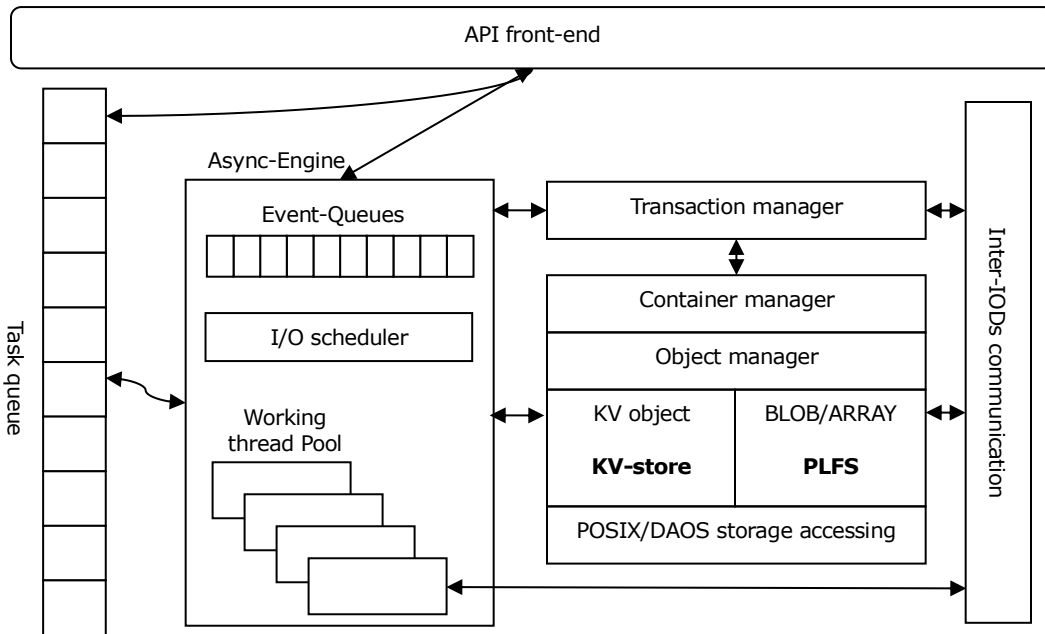 API front-end
Async-Engine
Event-Queues
Transaction manager
Container manager
I/O scheduler
Object manager
Task queue
Inter-IODs communication
Working
thread Pool
KV object
BLOB/ARRAY
KV-store
PLFS
POSIX/DAOS storage accessing